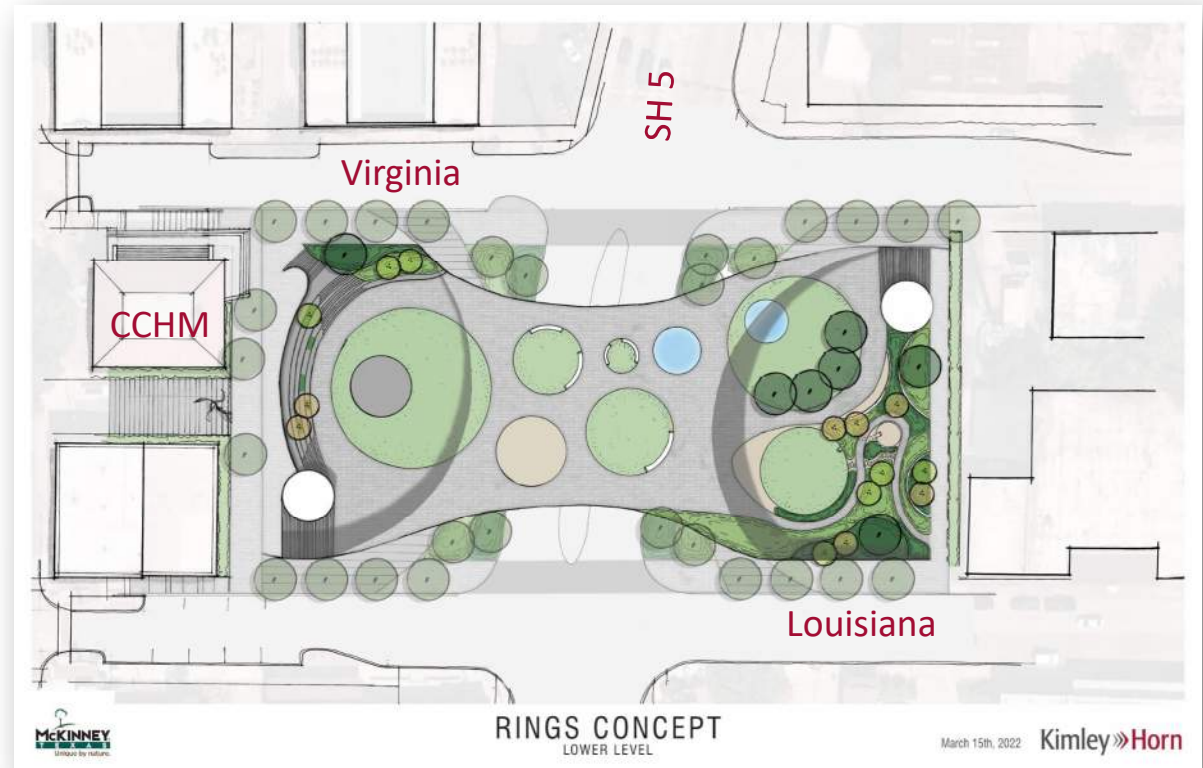 SH 5
Virginia
CCHM
Louisiana
McKINNEY
TEXAS
Unique by nature.
RINGS CONCEPT
LOWER LEVEL
March 15th, 2022
Kimley»Horn